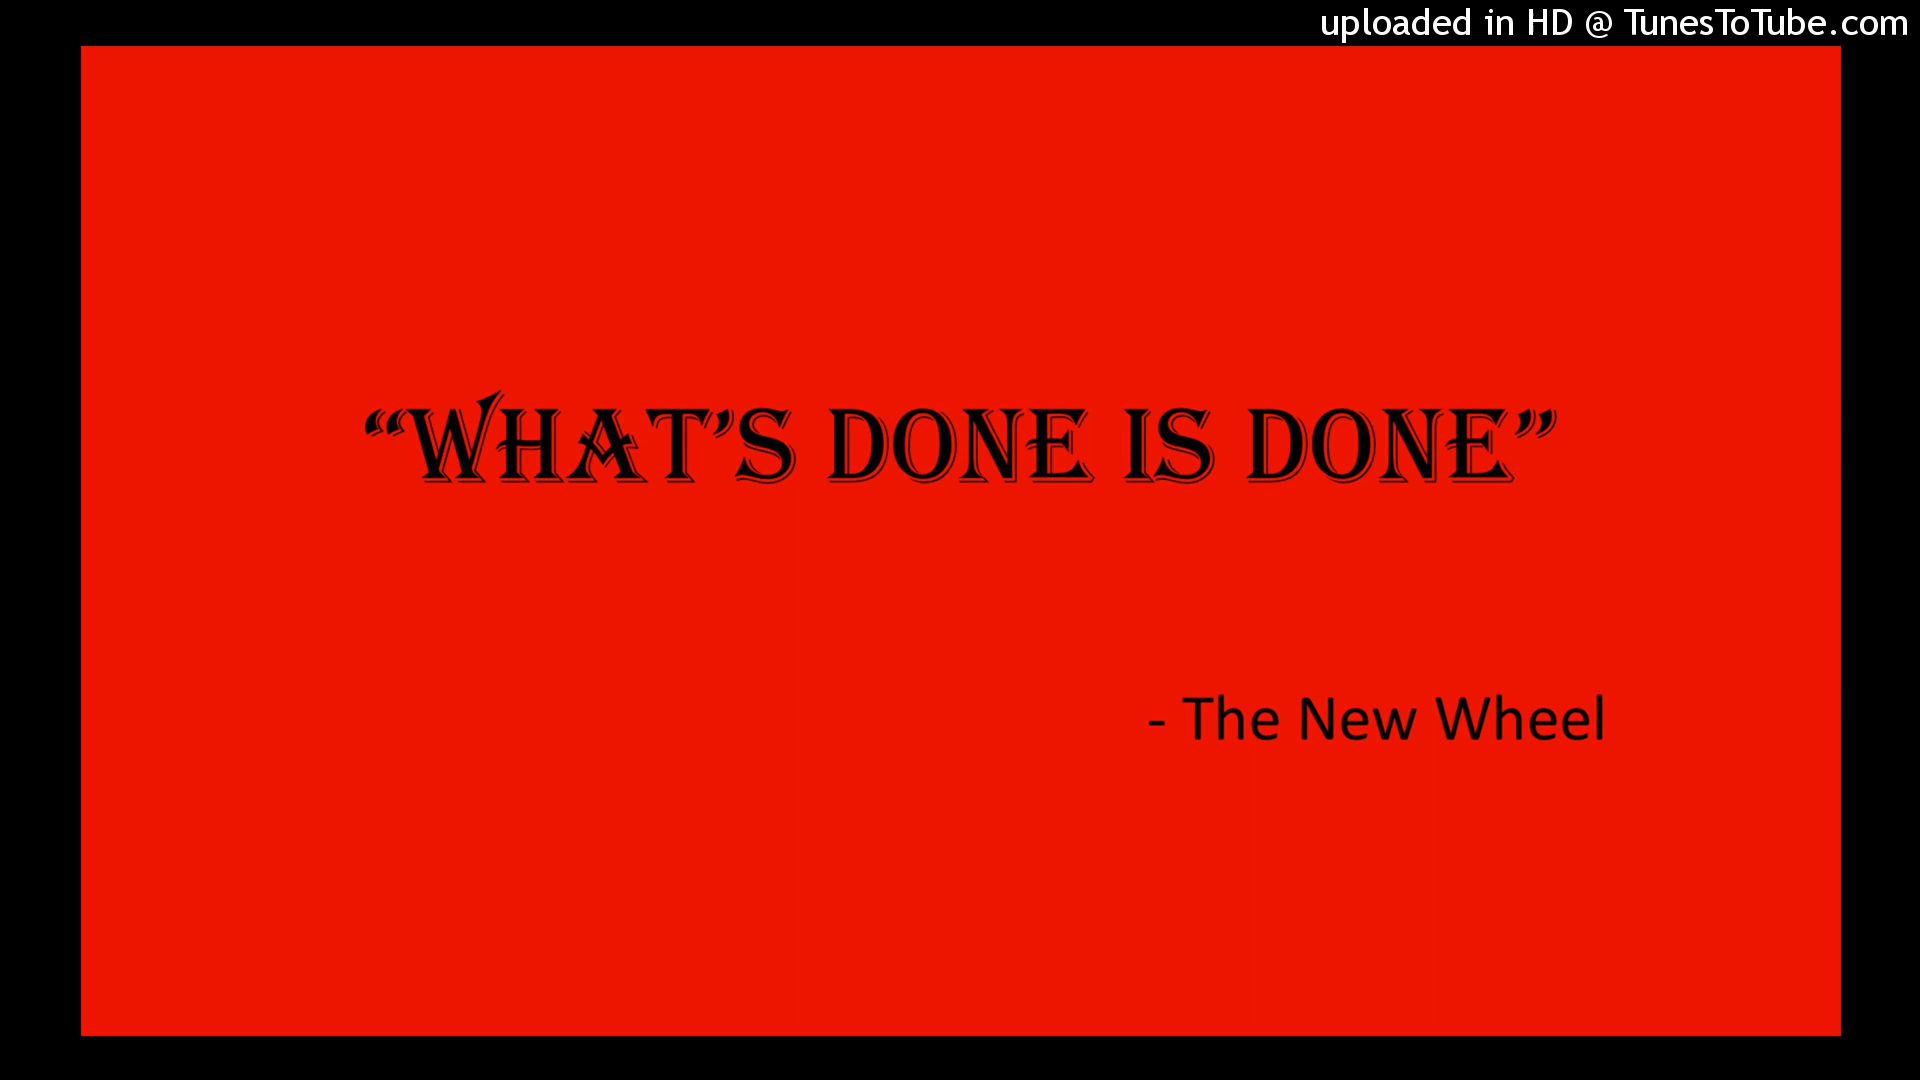 uploaded in HD @ TunesToTube.com
“WHAT’S DONE IS DONE”
- The New Wheel